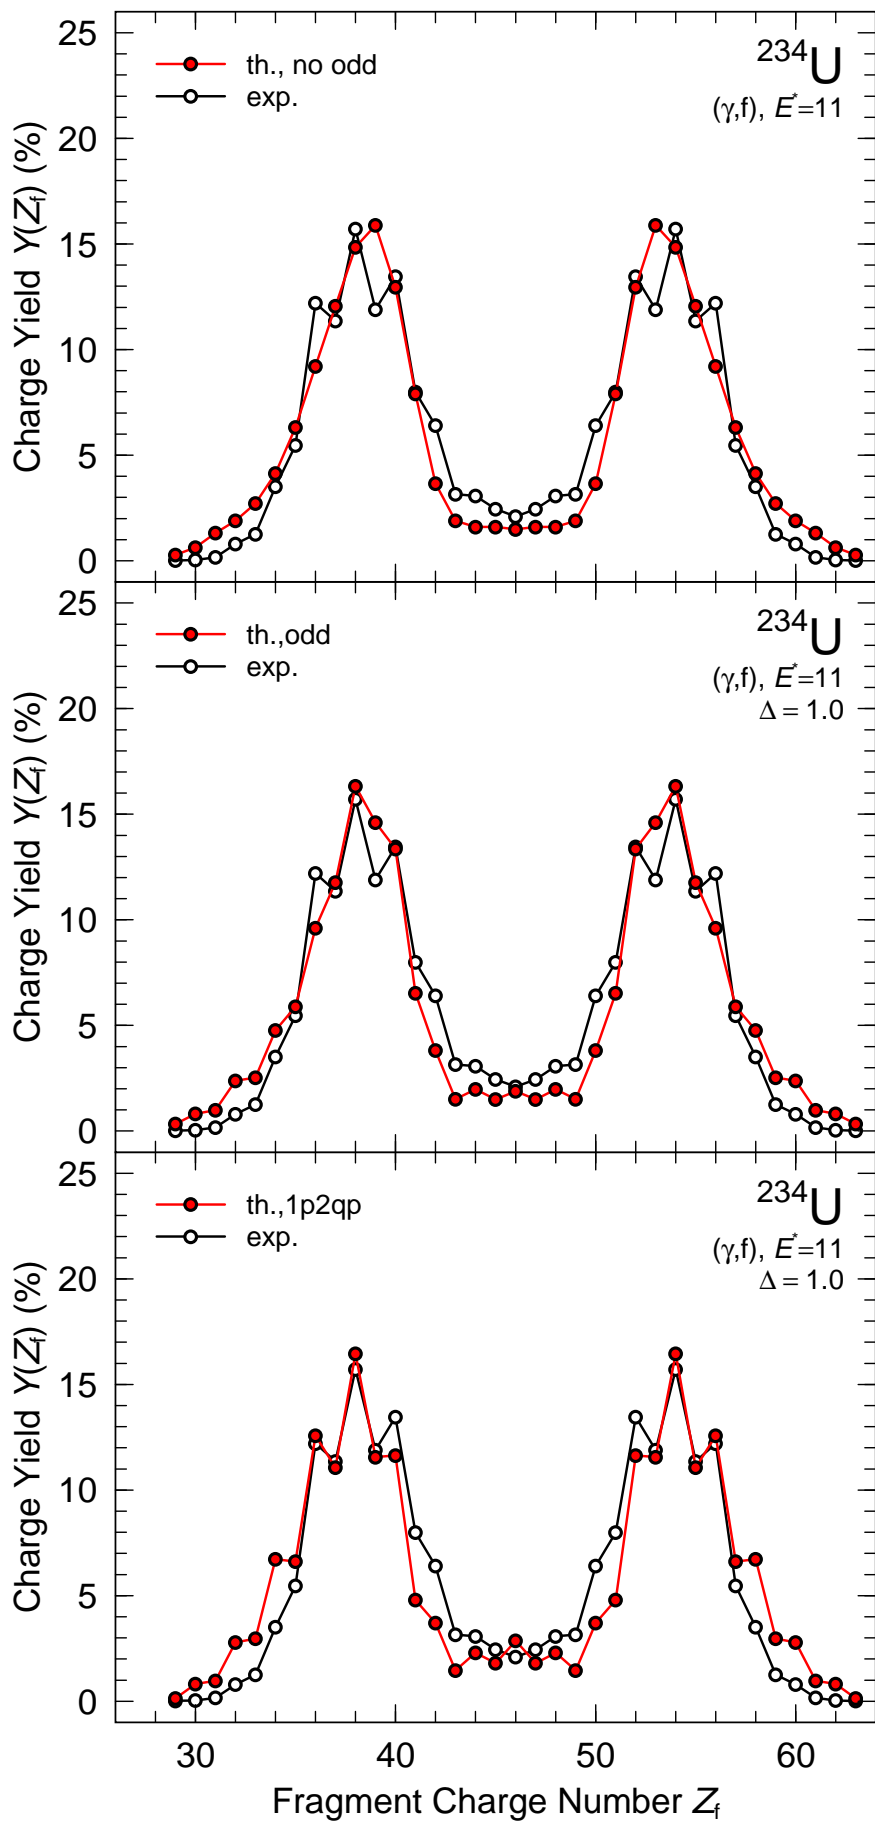 25
20
15
10
5
0
Charge Yield Y(Zf) (%)
th., no odd
exp.
234U
(γ,f), E*=11
25
20
15
10
5
0
Charge Yield Y(Zf) (%)
th.,odd
exp.
234U
(γ,f), E*=11
Δ = 1.0
25
20
15
10
5
0
Charge Yield Y(Zf) (%)
th.,1p2qp
exp.
234U
(γ,f), E*=11
Δ = 1.0
30 40 50 60
Fragment Charge Number Zf